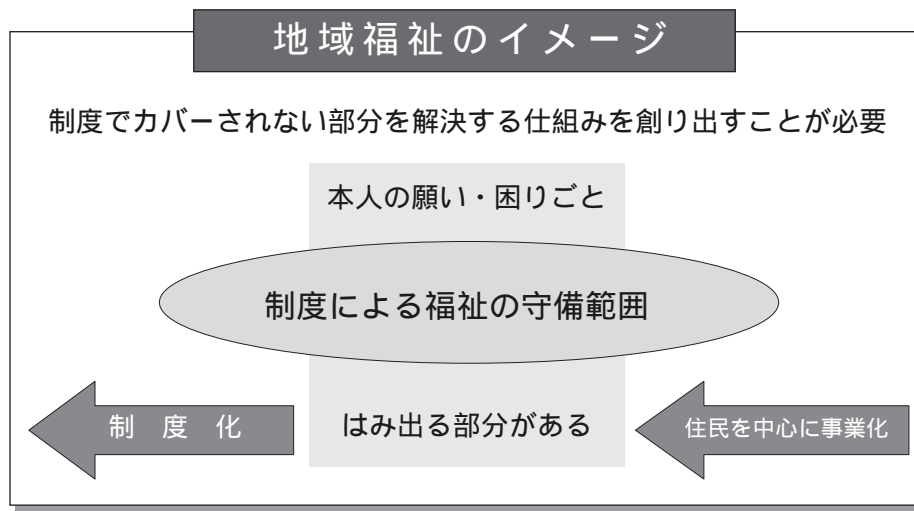 地域福祉のイメージ
制度でカバーされない部分を解決する仕組みを創り出すことが必要
本人の願い・困りごと
制度による福祉の守備範囲
制度化
はみ出る部分がある
住民を中心に事業化